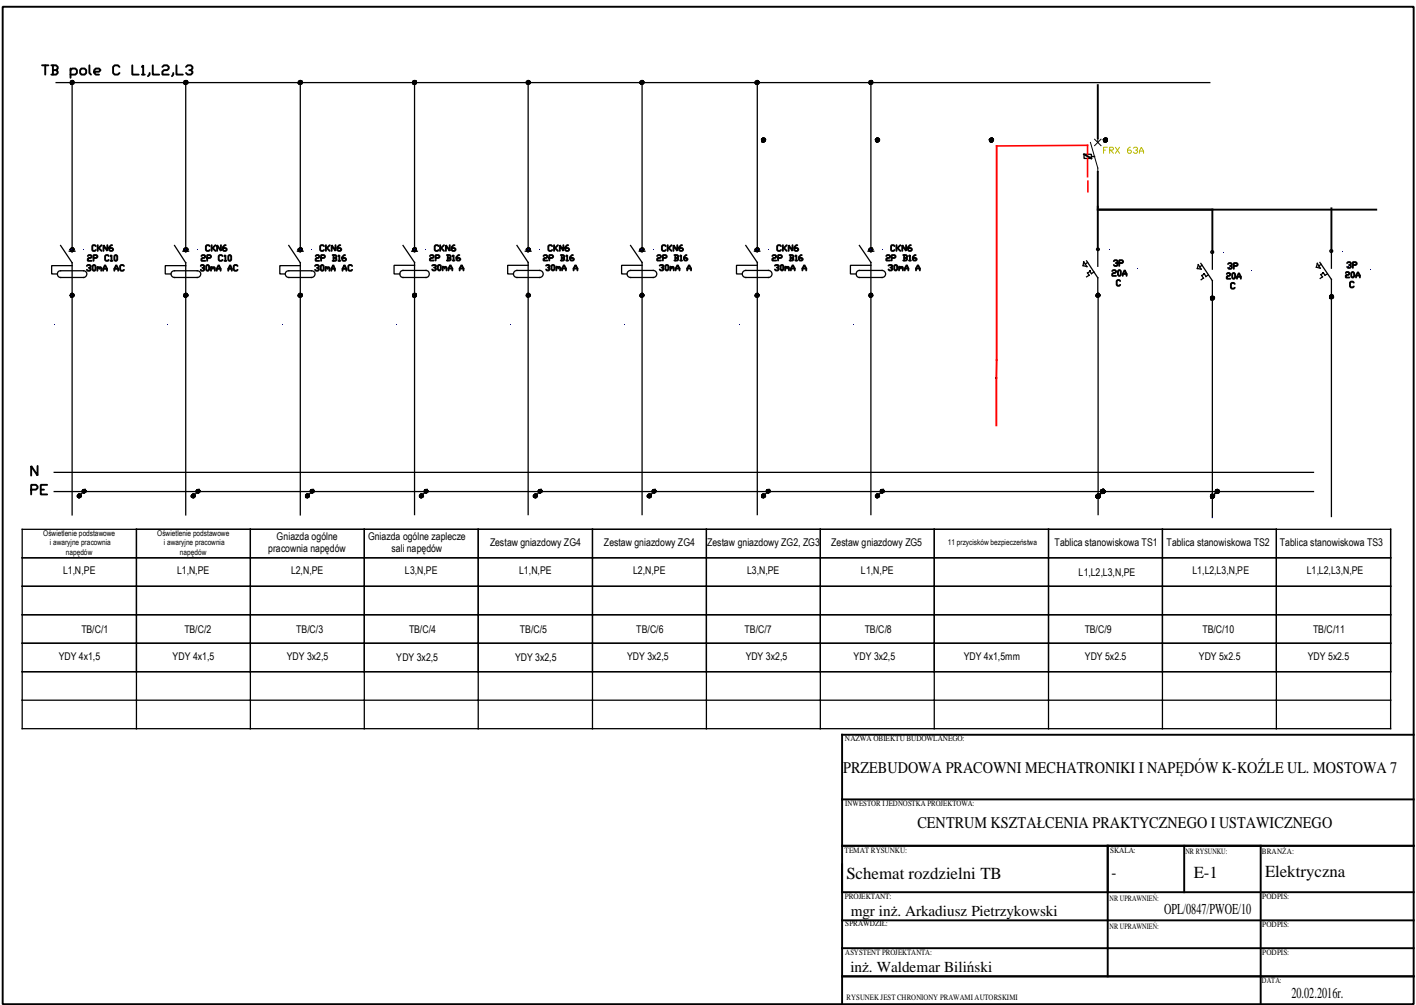 TB pole C L1,L2,L3
FRX 63A
CKN6
2P C10
30mA AC
CKN6
2P C10
30mA AC
CKN6
2P B16
30mA AC
CKN6
2P B16
30mA A
CKN6
2P B16
30mA A
CKN6
2P B16
30mA A
CKN6
2P B16
30mA A
CKN6
2P B16
30mA A
3P
20A
C
3P
20A
C
3P
20A
C
N
PE
Oświetlenie podstawowe
i awaryjne pracownia
napędów
Oświetlenie podstawowe
i awaryjne pracownia
napędów
Gniazda ogólne
pracownia napędów
Gniazda ogólne zaplecze
sali napędów
Zestaw gniazdowy ZG4
Zestaw gniazdowy ZG4
Zestaw gniazdowy ZG2, ZG3
Zestaw gniazdowy ZG5
11 przycisków bezpieczeństwa
Tablica stanowiskowa TS1
Tablica stanowiskowa TS2
Tablica stanowiskowa TS3
L1,N,PE L1,N,PE L2,N,PE L3,N,PE L1,N,PE L2,N,PE L3,N,PE L1,N,PE L1,L2,L3,N,PE L1,L2,L3,N,PE L1,L2,L3,N,PE
TB/C/1 TB/C/2 TB/C/3 TB/C/4 TB/C/5 TB/C/6 TB/C/7 TB/C/8 TB/C/9 TB/C/10 TB/C/11
YDY 4x1,5 YDY 4x1,5 YDY 3x2,5 YDY 3x2,5 YDY 3x2,5 YDY 3x2,5 YDY 3x2,5 YDY 3x2,5 YDY 4x1,5mm YDY 5x2.5 YDY 5x2.5 YDY 5x2.5
NAZWA OBIEKTU BUDOWLANEGO:
PRZEBUDOWA PRACOWNI MECHATRONIKI I NAPĘDÓW K-KOŹLE UL. MOSTOWA 7
INWESTOR I JEDNOSTKA PROJEKTOWA:
CENTRUM KSZTAŁCENIA PRAKTYCZNEGO I USTAWICZNEGO
TEMAT RYSUNKU: SKALA: NR RYSUNKU: BRANŻA:
Schemat rozdzielni TB - E-1 Elektryczna
PROJEKTANT: NR UPRAWNIEŃ: PODPIS:
mgr inż. Arkadiusz Pietrzykowski OPL/0847/PWOE/10
SPRAWDZIŁ: NR UPRAWNIEŃ: PODPIS:
ASYSTENT PROJEKTANTA: PODPIS:
inż. Waldemar Biliński
DATA:
RYSUNEK JEST CHRONIONY PRAWAMI AUTORSKIMI 20.02.2016r.